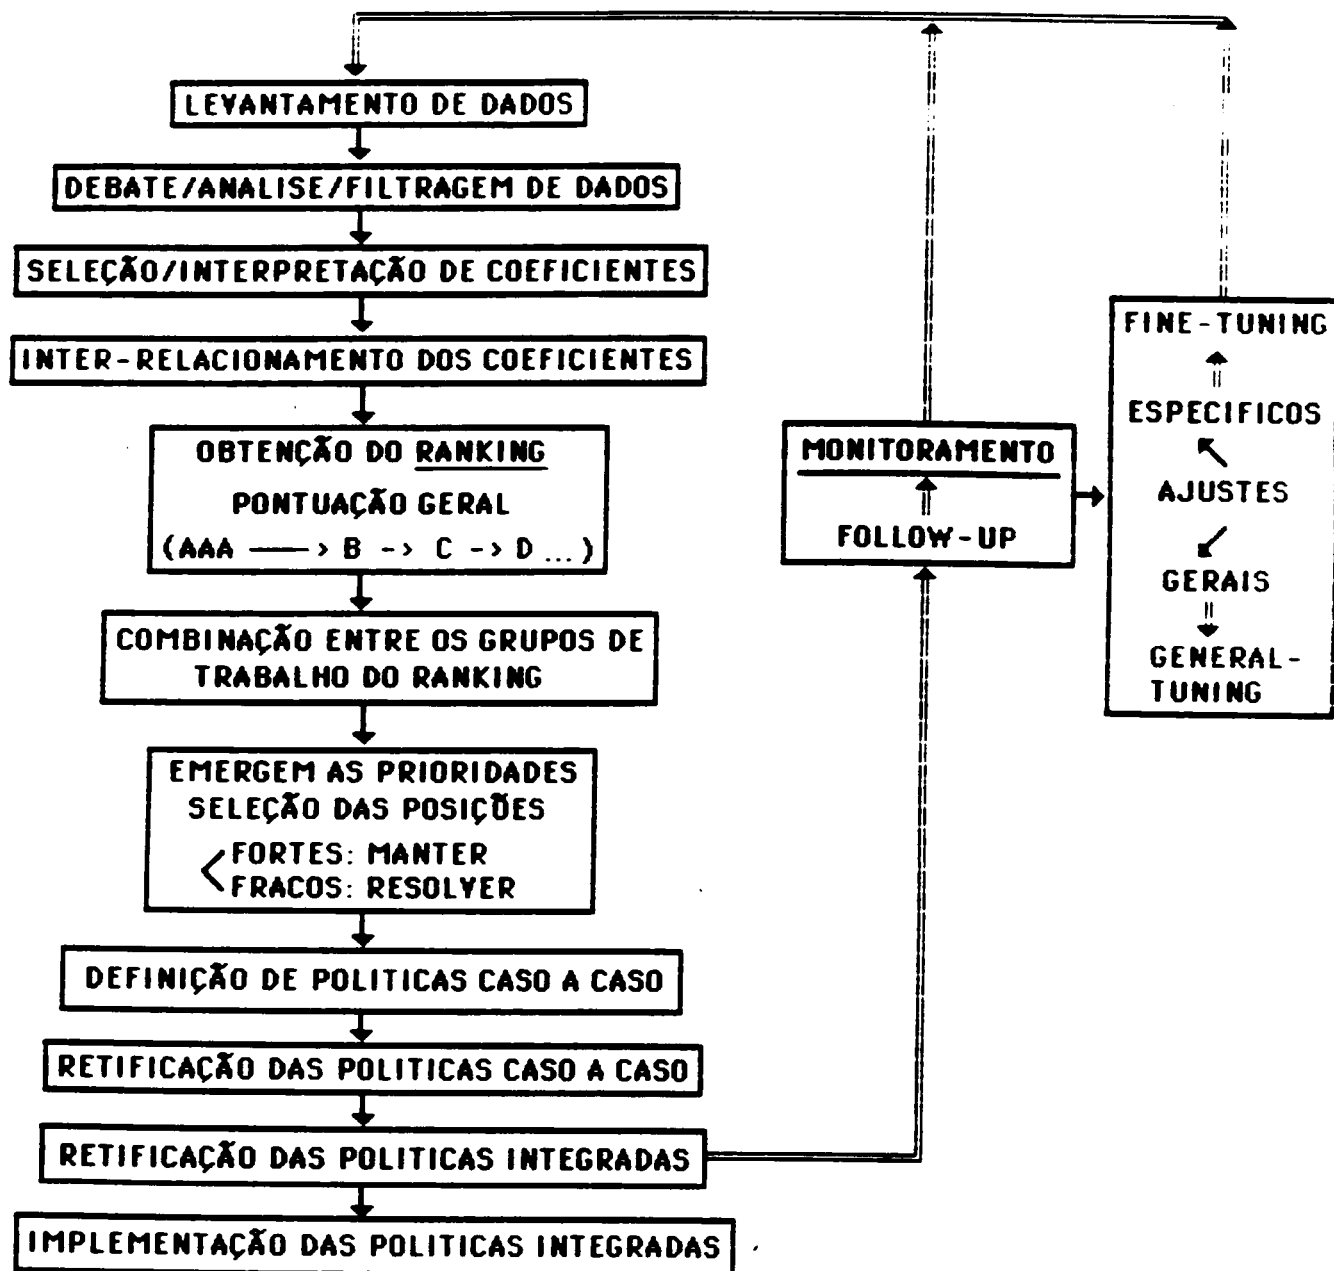 LEVANTAMENTO DE DADOS
DEBATE/ANALISE/FILTRAGEM DE DADOS
SELEÇÃO/INTERPRETAÇÃO DE COEFICIENTES
INTER-RELACIONAMENTO DOS COEFICIENTES
OBTENÇÃO DO RANKING
PONTUAÇÃO GERAL
(AAA ——> B -> C -> D ...)
COMBINAÇÃO ENTRE OS GRUPOS DE
TRABALHO DO RANKING
EMERGEM AS PRIORIDADES
SELEÇÃO DAS POSIÇÕES
FORTES: MANTER
FRACOS: RESOLVER
DEFINIÇÃO DE POLITICAS CASO A CASO
RETIFICAÇÃO DAS POLITICAS CASO A CASO
RETIFICAÇÃO DAS POLITICAS INTEGRADAS
IMPLEMENTAÇÃO DAS POLITICAS INTEGRADAS
MONITORAMENTO
FOLLOW-UP
FINE-TUNING
ESPECIFICOS
AJUSTES
GERAIS
GENERAL-
TUNING